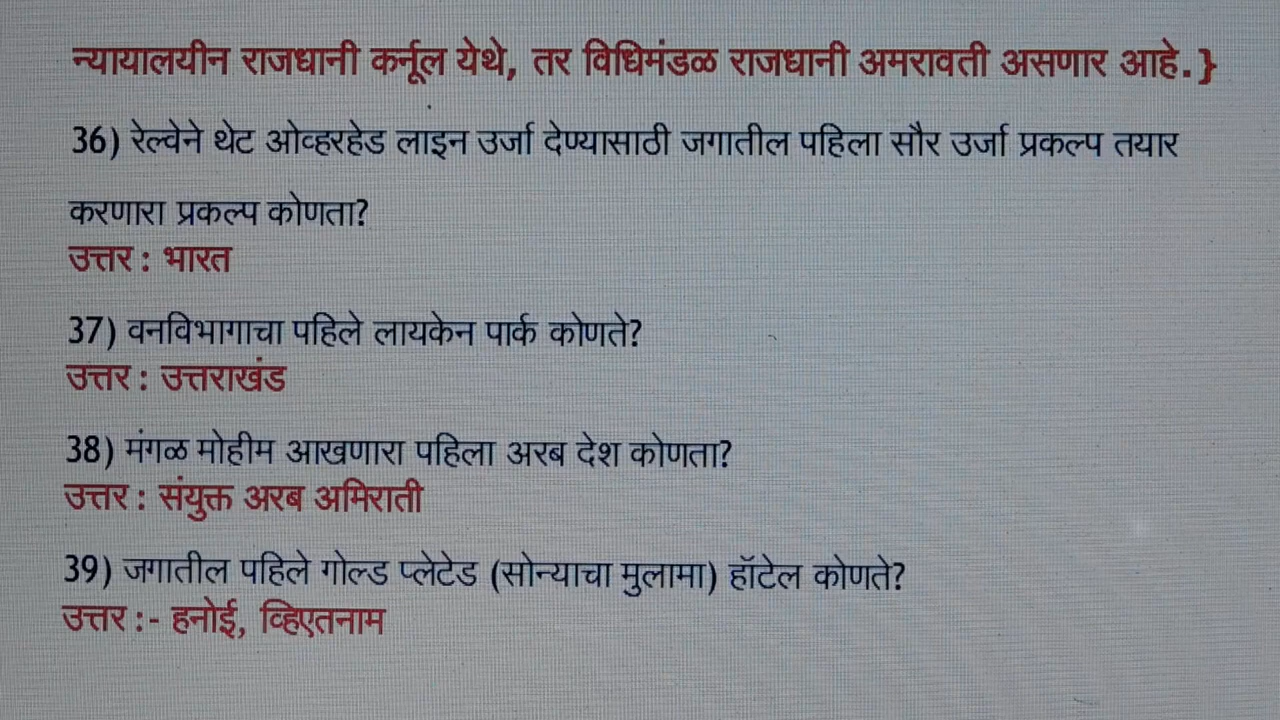 न्यायालयीन राजधानी कर्नूल येथे, तर विधिमंडळ राजधानी अमरावती असणार आहे.}
36) रेल्वेने थेट ओव्हरहेड लाइन उर्जा देण्यासाठी जगातील पहिला सौर उर्जा प्रकल्प तयार
करणारा प्रकल्प कोणता?
उत्तर : भारत
37) वनविभागाचा पहिले लायकेन पार्क कोणते?
उत्तर : उत्तराखंड
38) मंगळ मोहीम आखणारा पहिला अरब देश कोणता?
उत्तर : संयुक्त अरब अमिराती
39) जगातील पहिले गोल्ड प्लेटेड (सोन्याचा मुलामा) हॉटेल कोणते?
उत्तर :- हनोई, व्हिएतनाम